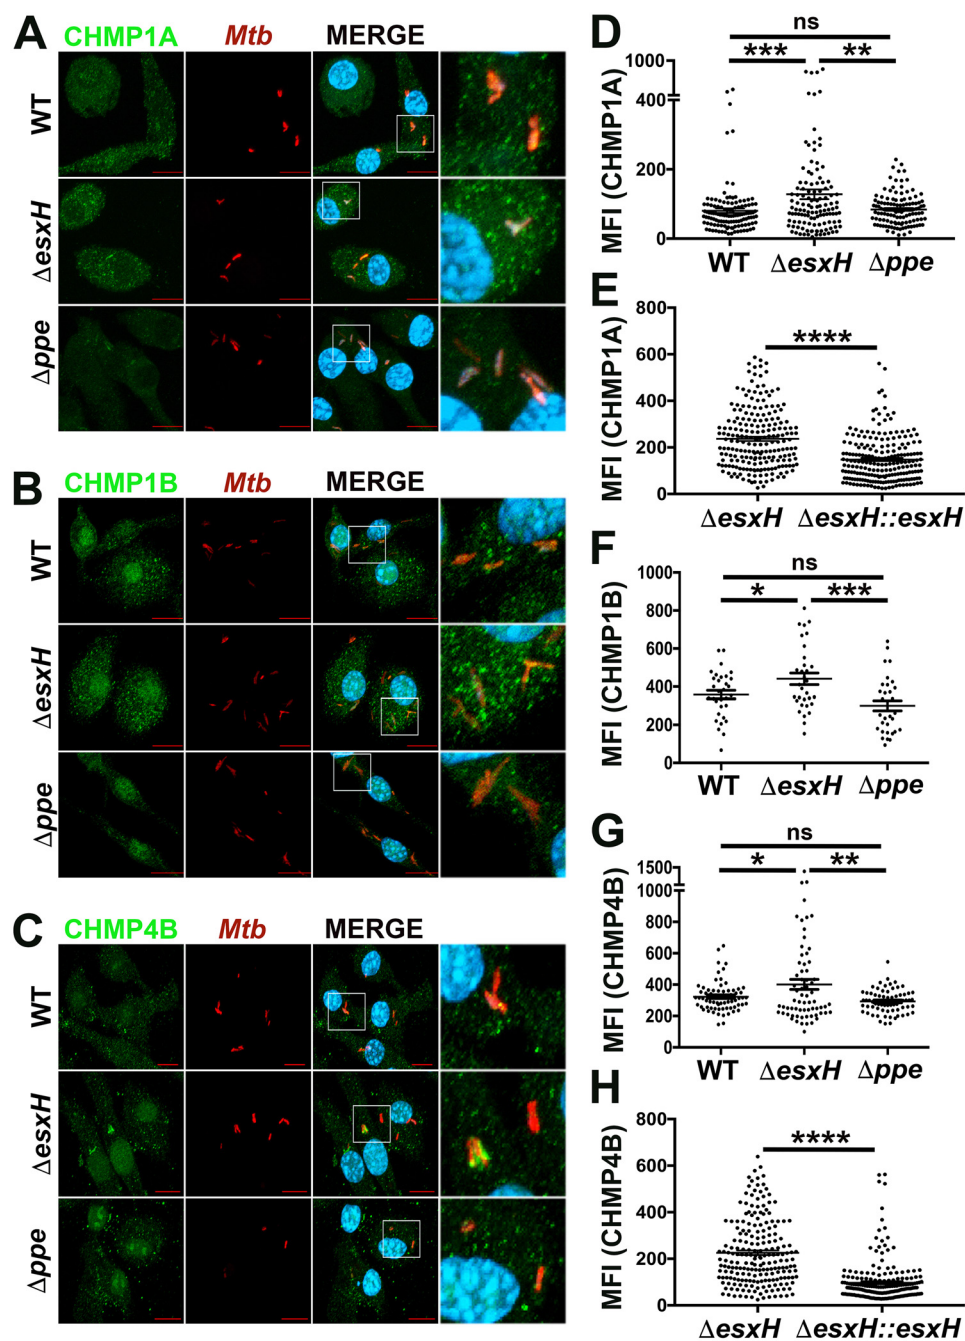 A
CHMP1A Mtb MERGE
WT
ΔesxH
Δppe
B
CHMP1B Mtb MERGE
WT
ΔesxH
Δppe
C
CHMP4B Mtb MERGE
WT
ΔesxH
Δppe
D
ns
*** **
MFI (CHMP1A)
1000
400
200
0
WT ΔesxH Δppe
E
****
MFI (CHMP1A)
800
600
400
200
0
ΔesxH ΔesxH::esxH
F
ns
* ***
MFI (CHMP1B)
1000
800
600
400
200
0
WT ΔesxH Δppe
G
ns
* **
MFI (CHMP4B)
1500
1000
800
600
400
200
0
WT ΔesxH Δppe
H
****
MFI (CHMP4B)
800
600
400
200
0
ΔesxH ΔesxH::esxH